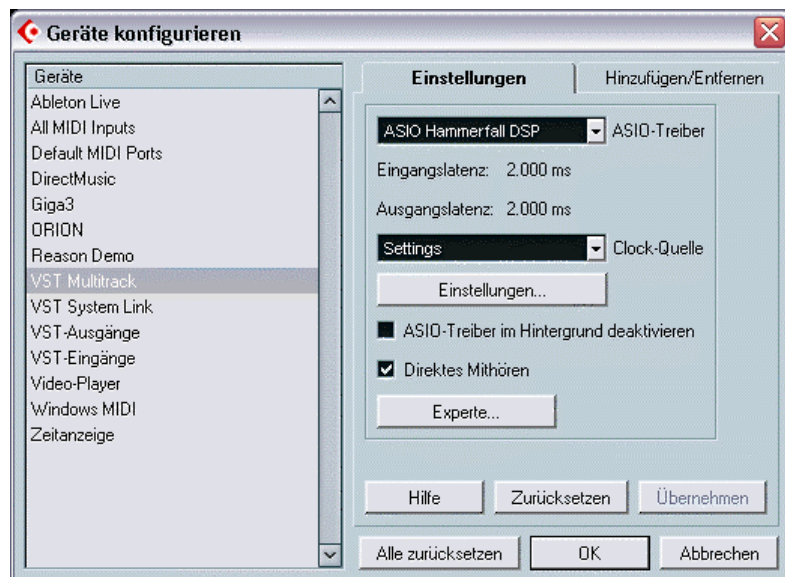 Geräte konfigurieren
Geräte
Ableton Live
All MIDI Inputs
Default MIDI Ports
DirectMusic
Giga3
ORION
Reason Demo
VST Multitrack
VST System Link
VST-Ausgänge
VST-Eingänge
Video-Player
Windows MIDI
Zeitanzeige
Einstellungen
Hinzufügen/Entfernen
ASIO Hammerfall DSP ASIO-Treiber
Eingangslatenz: 2.000 ms
Ausgangslatenz: 2.000 ms
Settings Clock-Quelle
Einstellungen...
ASIO-Treiber im Hintergrund deaktivieren
Direktes Mithören
Experte...
Hilfe Zurücksetzen Übernehmen
Alle zurücksetzen OK Abbrechen